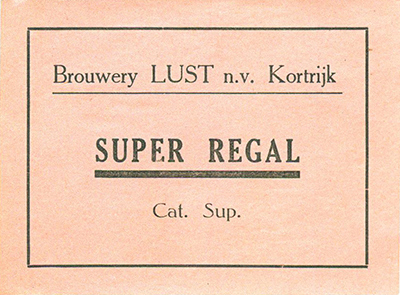 Brouwery LUST n.v. Kortrijk
SUPER REGAL
Cat. Sup.